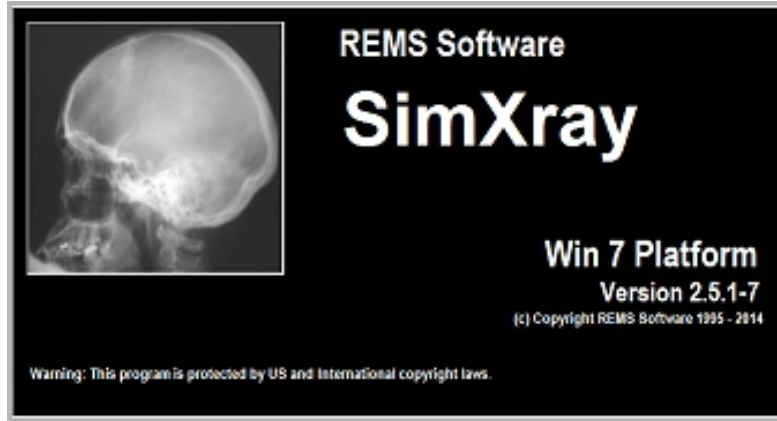 REMS Software
SimXray
Win 7 Platform
Version 2.5.1-7
(c) Copyright REMS Software 1995 - 2014
Warning: This program is protected by US and International copyright laws.